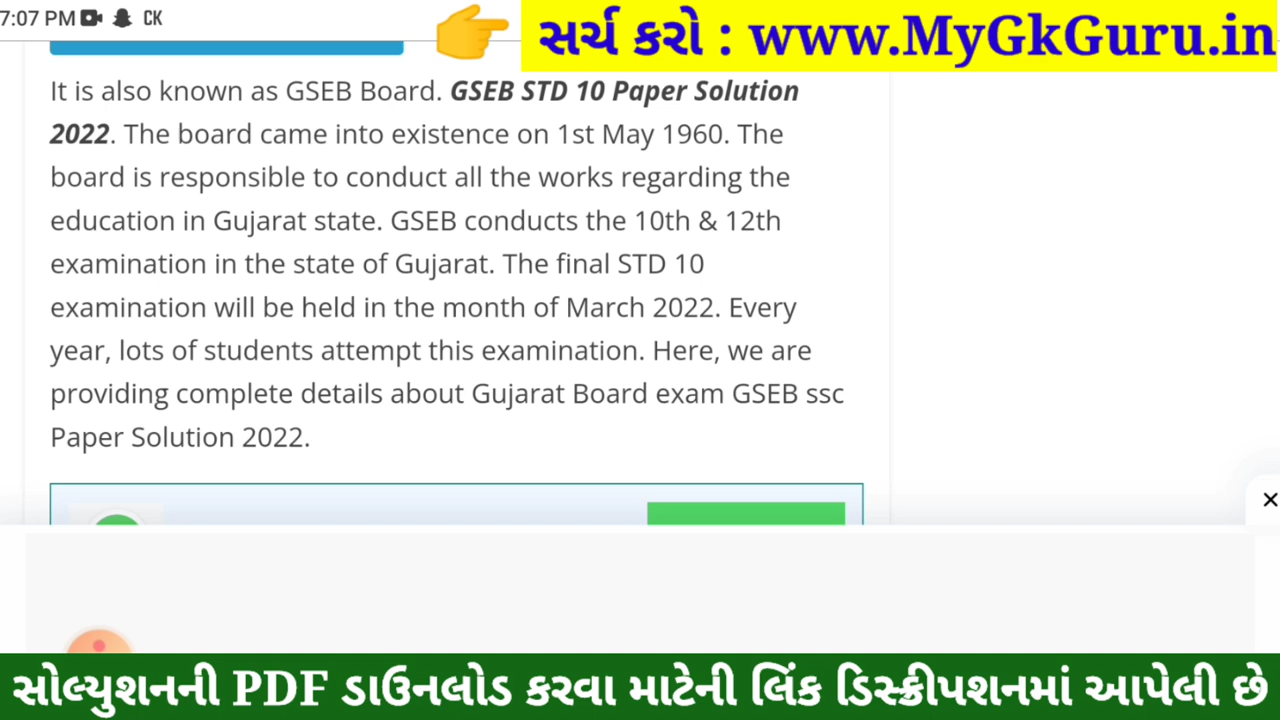 7:07 PM CK
સર્ચ કરો : www.MyGkGuru.in
It is also known as GSEB Board. GSEB STD 10 Paper Solution
2022. The board came into existence on 1st May 1960. The
board is responsible to conduct all the works regarding the
education in Gujarat state. GSEB conducts the 10th & 12th
examination in the state of Gujarat. The final STD 10
examination will be held in the month of March 2022. Every
year, lots of students attempt this examination. Here, we are
providing complete details about Gujarat Board exam GSEB ssc
Paper Solution 2022.
સોલ્યુશનની PDF ડાઉનલોડ કરવા માટેની લિંક ડિસ્ક્રીપશનમાં આપેલી છે